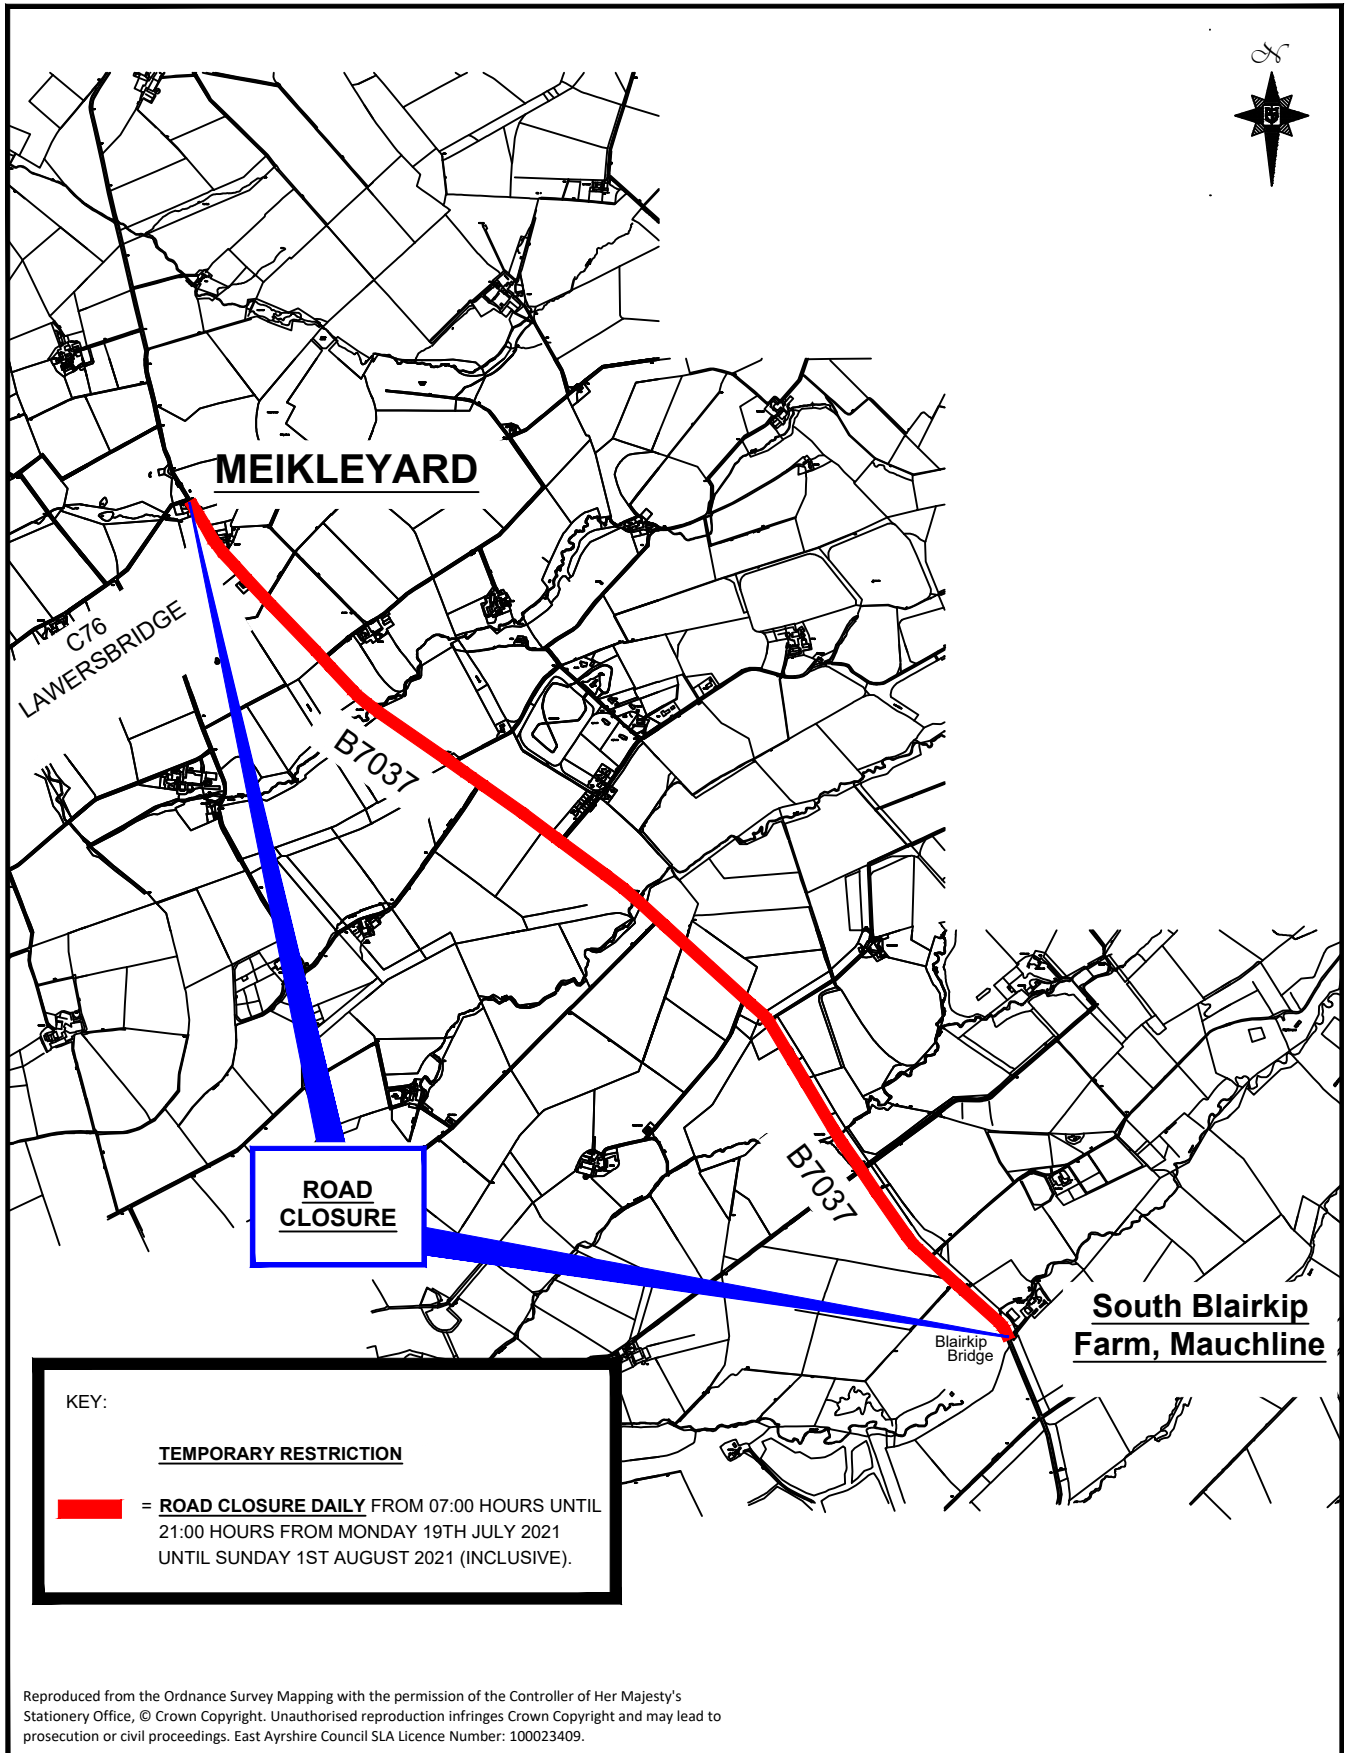 N
MEIKLEYARD
C76
LAWERSBRIDGE
B7037
B7037
ROAD
CLOSURE
South Blairkip
Farm, Mauchline
Blairkip
Bridge
KEY:
TEMPORARY RESTRICTION
= ROAD CLOSURE DAILY FROM 07:00 HOURS UNTIL
21:00 HOURS FROM MONDAY 19TH JULY 2021
UNTIL SUNDAY 1ST AUGUST 2021 (INCLUSIVE).
Reproduced from the Ordnance Survey Mapping with the permission of the Controller of Her Majesty's
Stationery Office, © Crown Copyright. Unauthorised reproduction infringes Crown Copyright and may lead to
prosecution or civil proceedings. East Ayrshire Council SLA Licence Number: 100023409.